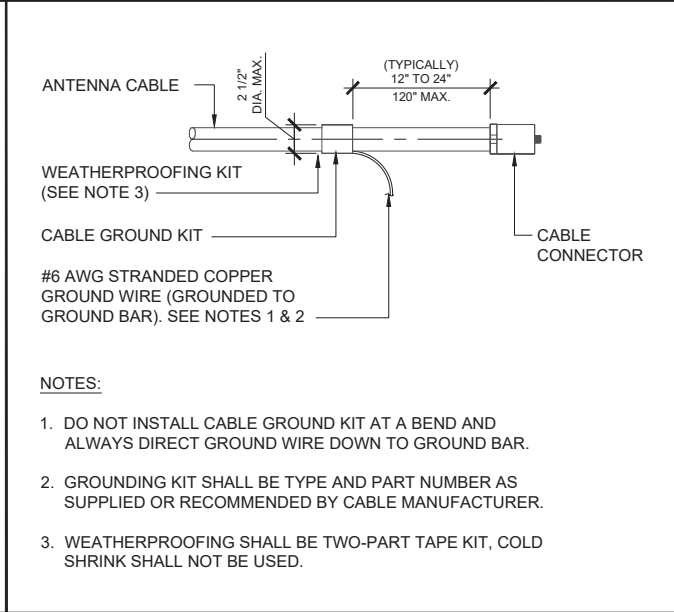 (TYPICALLY)
12" TO 24"
120" MAX.
2 1/2"
DIA. MAX.
ANTENNA CABLE
WEATHERPROOFING KIT
(SEE NOTE 3)
CABLE GROUND KIT
CABLE
CONNECTOR
#6 AWG STRANDED COPPER
GROUND WIRE (GROUNDED TO
GROUND BAR). SEE NOTES 1 & 2
NOTES:
1. DO NOT INSTALL CABLE GROUND KIT AT A BEND AND
ALWAYS DIRECT GROUND WIRE DOWN TO GROUND BAR.
2. GROUNDING KIT SHALL BE TYPE AND PART NUMBER AS
SUPPLIED OR RECOMMENDED BY CABLE MANUFACTURER.
3. WEATHERPROOFING SHALL BE TWO-PART TAPE KIT, COLD
SHRINK SHALL NOT BE USED.